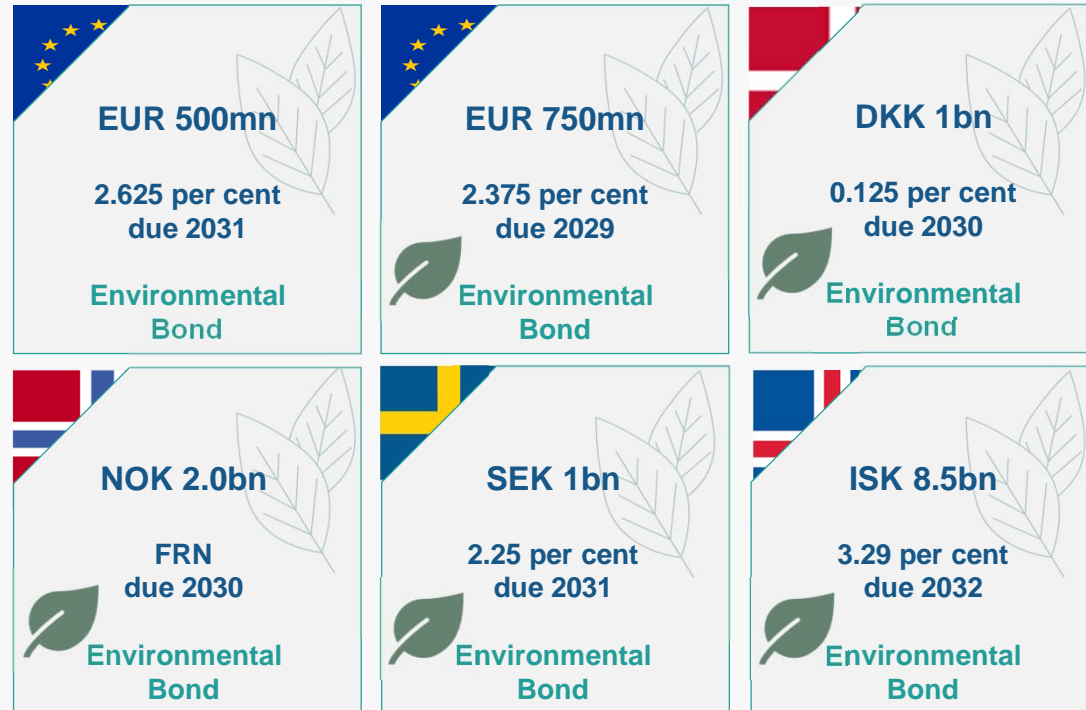 EUR 500mn
2.625 per cent
due 2031
Environmental
Bond
EUR 750mn
2.375 per cent
due 2029
Environmental
Bond
DKK 1bn
0.125 per cent
due 2030
Environmental
Bond
NOK 2.0bn
FRN
due 2030
Environmental
Bond
SEK 1bn
2.25 per cent
due 2031
Environmental
Bond
ISK 8.5bn
3.29 per cent
due 2032
Environmental
Bond